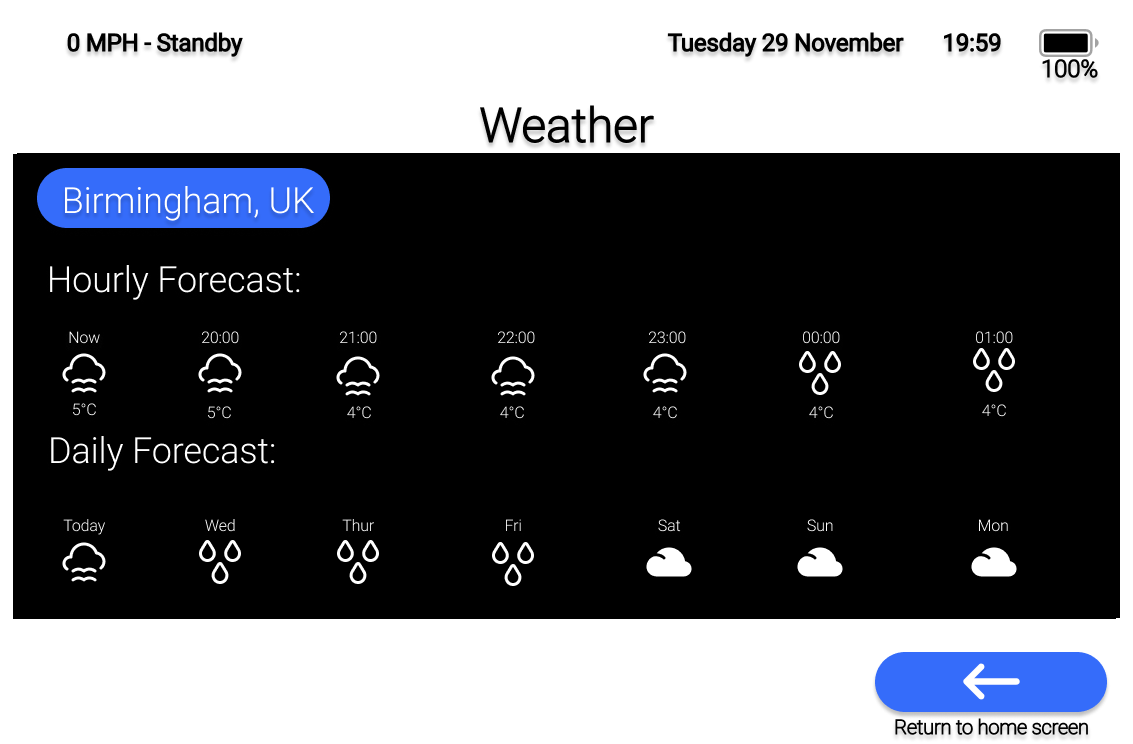 0 MPH - Standby Tuesday 29 November 19:59
100%
Weather
Birmingham, UK
Hourly Forecast:
Now 20:00 21:00 22:00 23:00 00:00 01:00
5°C 5°C 4°C 4°C 4°C 4°C 4°C
Daily Forecast:
Today Wed Thur Fri Sat Sun Mon
Return to home screen